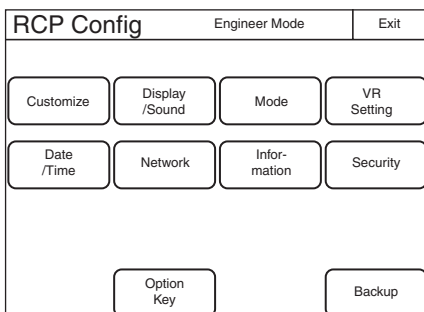 RCP Config Engineer Mode Exit
Customize
Display
/Sound
Mode
VR
Setting
Date
/Time
Network
Infor-
mation
Security
Option
Key
Backup